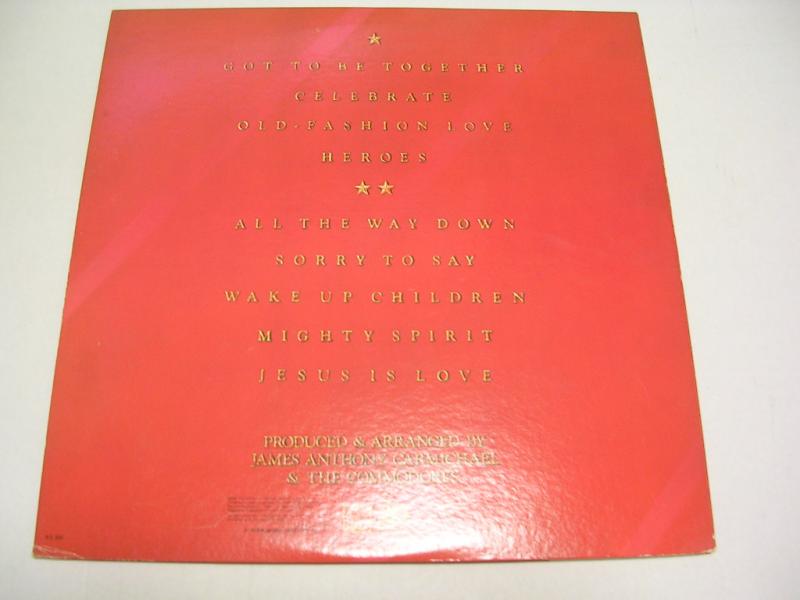 GOT TO BE TOGETHER
CELEBRATE
OLD-FASHION LOVE
HEROES
ALL THE WAY DOWN
SORRY TO SAY
WAKE UP CHILDREN
MIGHTY SPIRIT
JESUS IS LOVE
PRODUCED & ARRANGED BY
JAMES ANTHONY CARMICHAEL
& THE COMMODORES